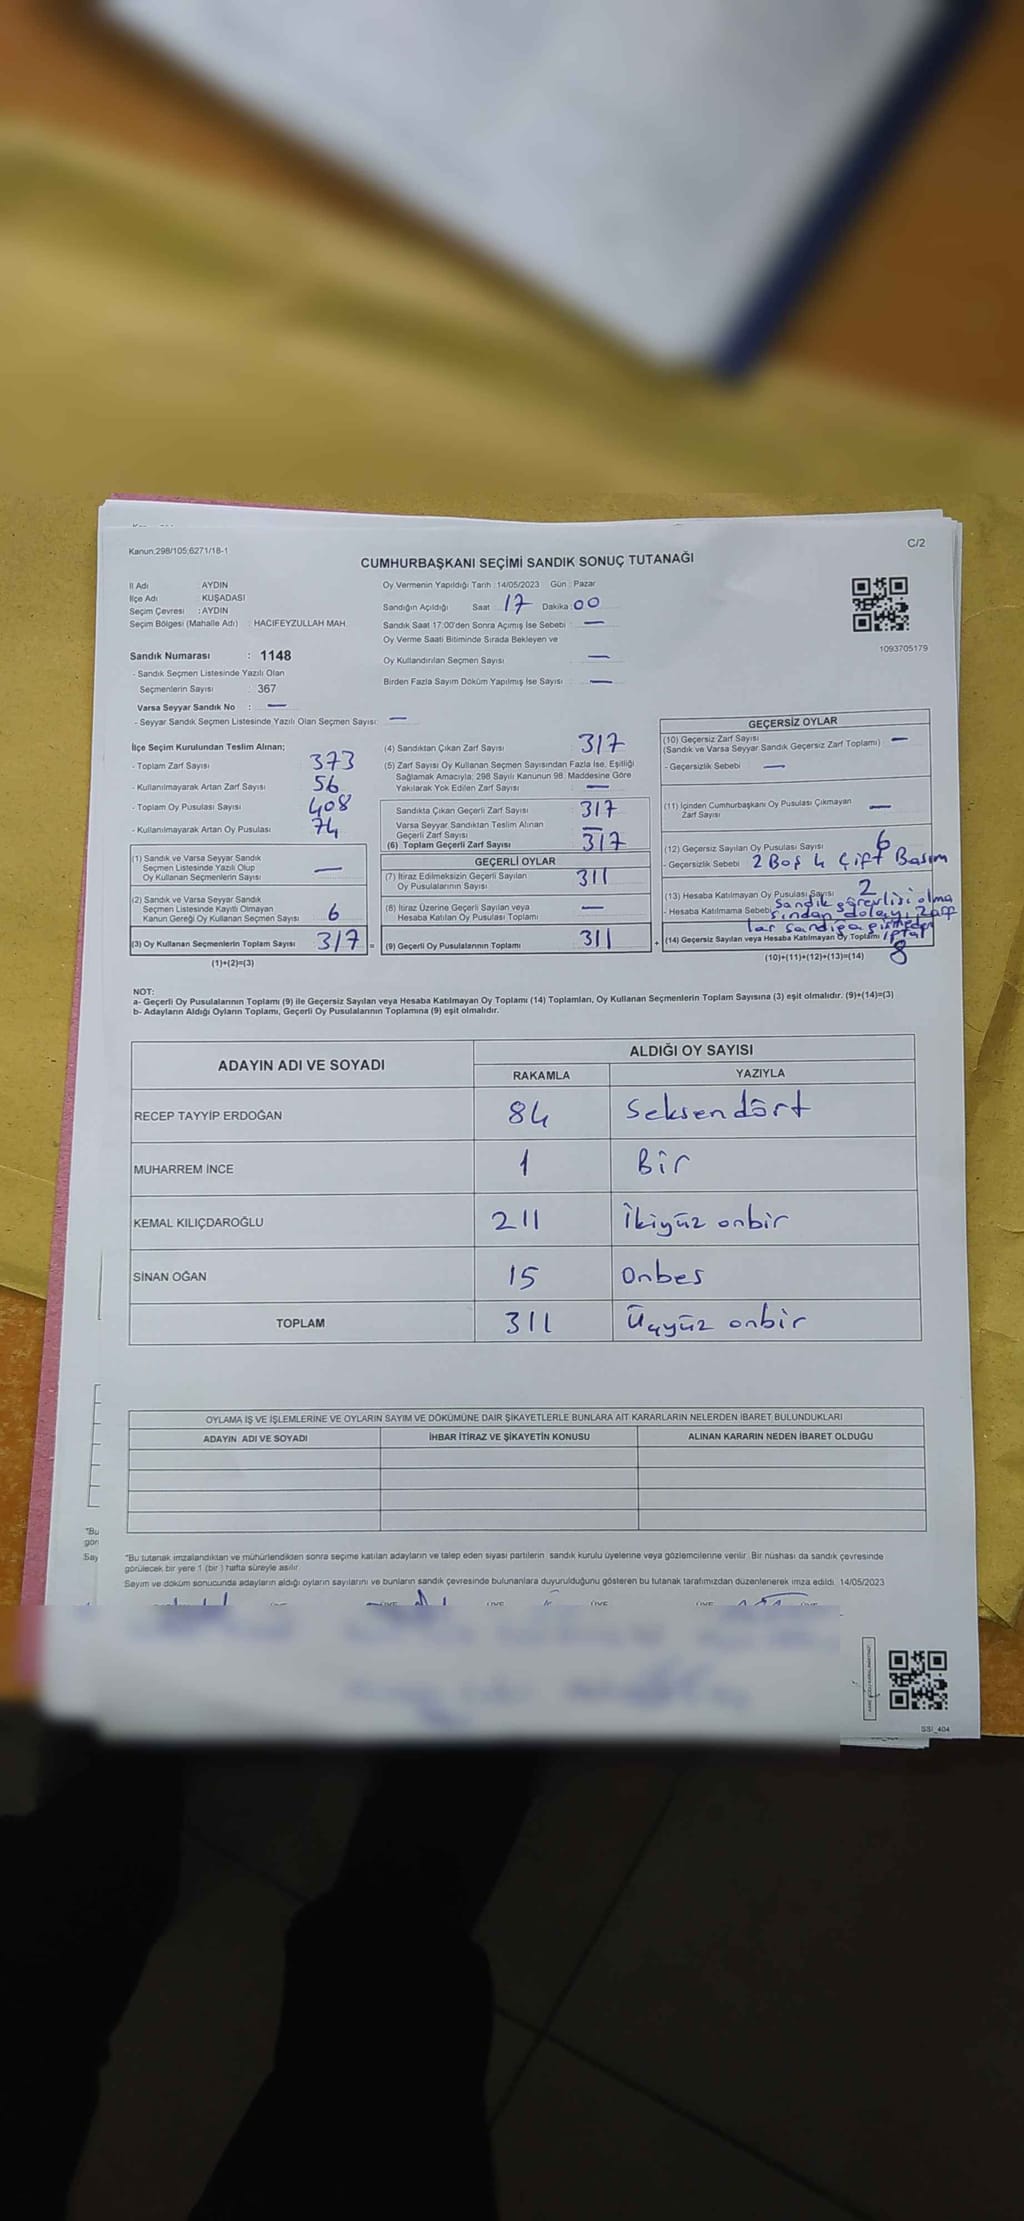 Kanun;298/105;6271/18-1
C/2
CUMHURBAŞKANI SEÇİMİ SANDIK SONUÇ TUTANAĞI
İl Adı : AYDIN
İlçe Adı : KUŞADASI
Seçim Çevresi : AYDIN
Seçim Bölgesi (Mahalle Adı) : HACIFEYZULLAH MAH.
Sandık Numarası : 1148
- Sandık Seçmen Listesinde Yazılı Olan
Seçmenlerin Sayısı : 367
Varsa Seyyar Sandık No : —
- Seyyar Sandık Seçmen Listesinde Yazılı Olan Seçmen Sayısı: —
Oy Vermenin Yapıldığı Tarih :14/05/2023 Gün : Pazar
Sandığın Açıldığı Saat 17 Dakika: 00
Sandık Saat 17:00'den Sonra Açımış İse Sebebi : —
Oy Verme Saati Bitiminde Sırada Bekleyen ve
Oy Kullandırılan Seçmen Sayısı : —
Birden Fazla Sayım Döküm Yapılmış İse Sayısı : —
1093705179
İlçe Seçim Kurulundan Teslim Alınan;
- Toplam Zarf Sayısı 373
- Kullanılmayarak Artan Zarf Sayısı 56
- Toplam Oy Pusulası Sayısı 408
- Kullanılmayarak Artan Oy Pusulası 74
(1) Sandık ve Varsa Seyyar Sandık
Seçmen Listesinde Yazılı Olup
Oy Kullanan Seçmenlerin Sayısı —
(2) Sandık ve Varsa Seyyar Sandık
Seçmen Listesinde Kayıtlı Olmayan
Kanun Gereği Oy Kullanan Seçmen Sayısı 6
(3) Oy Kullanan Seçmenlerin Toplam Sayısı 317 =
(1)+(2)=(3)
(4) Sandıktan Çıkan Zarf Sayısı 317
(5) Zarf Sayısı Oy Kullanan Seçmen Sayısından Fazla İse, Eşitliği
Sağlamak Amacıyla; 298 Sayılı Kanunun 98. Maddesine Göre
Yakılarak Yok Edilen Zarf Sayısı —
Sandıkta Çıkan Geçerli Zarf Sayısı 317
Varsa Seyyar Sandıktan Teslim Alınan
Geçerli Zarf Sayısı —
(6) Toplam Geçerli Zarf Sayısı 317
GEÇERLİ OYLAR
(7) İtiraz Edilmeksizin Geçerli Sayılan
Oy Pusulalarının Sayısı 311
(8) İtiraz Üzerine Geçerli Sayılan veya
Hesaba Katılan Oy Pusulası Toplamı —
(9) Geçerli Oy Pusulalarının Toplamı 311 +
GEÇERSİZ OYLAR
(10) Geçersiz Zarf Sayısı —
(Sandık ve Varsa Seyyar Sandık Geçersiz Zarf Toplamı)
- Geçersizlik Sebebi : —
(11) İçinden Cumhurbaşkanı Oy Pusulası Çıkmayan
Zarf Sayısı —
(12) Geçersiz Sayılan Oy Pusulası Sayısı 6
- Geçersizlik Sebebi 2 Boş 4 Çift Basım
(13) Hesaba Katılmayan Oy Pusulası Sayısı 2
- Hesaba Katılmama Sebebi Sandık görevlisi olma
sından dolayı zarf
lar sandığa girmeden
iptal
(14) Geçersiz Sayılan veya Hesaba Katılmayan Oy Toplamı 8
(10)+(11)+(12)+(13)=(14)
NOT:
a- Geçerli Oy Pusulalarının Toplamı (9) ile Geçersiz Sayılan veya Hesaba Katılmayan Oy Toplamı (14) Toplamları, Oy Kullanan Seçmenlerin Toplam Sayısına (3) eşit olmalıdır. (9)+(14)=(3)
b- Adayların Aldığı Oyların Toplamı, Geçerli Oy Pusulalarının Toplamına (9) eşit olmalıdır.
ADAYIN ADI VE SOYADI
ALDIĞI OY SAYISI
RAKAMLA YAZIYLA
RECEP TAYYİP ERDOĞAN 84 Seksendört
MUHARREM İNCE 1 Bir
KEMAL KILIÇDAROĞLU 211 İkiyüz onbir
SİNAN OĞAN 15 Onbes
TOPLAM 311 Üçyüz onbir
OYLAMA İŞ VE İŞLEMLERİNE VE OYLARIN SAYIM VE DÖKÜMÜNE DAİR ŞİKAYETLERLE BUNLARA AİT KARARLARIN NELERDEN İBARET BULUNDUKLARI
ADAYIN ADI VE SOYADI İHBAR İTİRAZ VE ŞİKAYETİN KONUSU ALINAN KARARIN NEDEN İBARET OLDUĞU
*Bu tutanak imzalandıktan ve mühürlendikten sonra seçime katılan adayların ve talep eden siyasi partilerin sandık kurulu üyelerine veya gözlemcilerine verilir. Bir nüshası da sandık çevresinde
görülecek bir yere 1 (bir) hafta süreyle asılır.
Sayım ve döküm sonucunda adayların aldığı oyların sayılarını ve bunların sandık çevresinde bulunanlara duyurulduğunu gösteren bu tutanak tarafımızdan düzenlenerek imza edildi. 14/05/2023
SSI_404